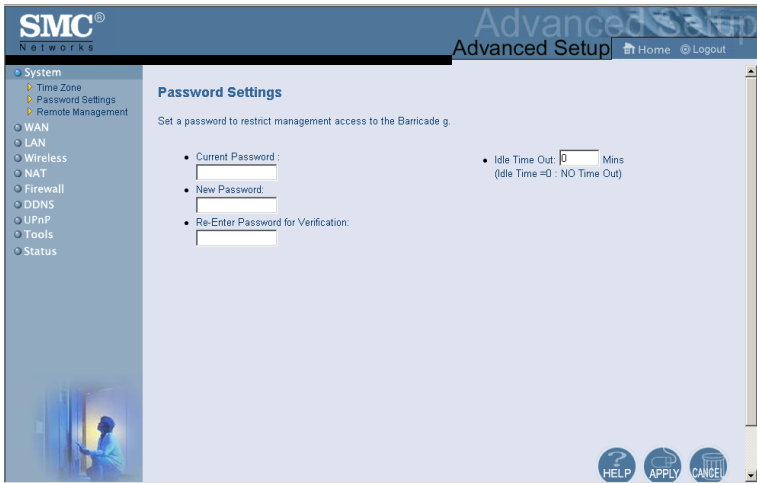 SMC®
Networks
Advanced Setup
Advanced Setup
Home
Logout
System
Time Zone
Password Settings
Remote Management
WAN
LAN
Wireless
NAT
Firewall
DDNS
UPnP
Tools
Status
Password Settings
Set a password to restrict management access to the Barricade g.
Current Password :
New Password:
Re-Enter Password for Verification:
Idle Time Out: 0 Mins
(Idle Time =0 : NO Time Out)
HELP
APPLY
CANCEL